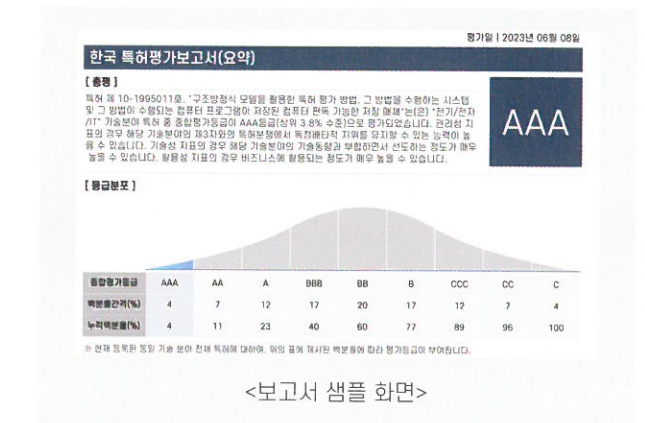 평가일 | 2023년 06월 08일
한국 특허평가보고서(요약)
[ 총평 ]
특허 제 10-1995011호, "구조방정식 모델을 활용한 특허 평가 방법, 그 방법을 수행하는 시스템
및 그 방법이 수행되는 컴퓨터 프로그램이 저장된 컴퓨터 판독 가능한 저장 매체"는(은) "전기/전자
/IT" 기술분야 특허 중 종합평가등급이 AAA등급(상위 3.8% 수준)으로 평가되었습니다. 권리성 지
표의 경우 해당 기술분야의 제3자와의 특허분쟁에서 독점배타적 지위를 유지할 수 있는 능력이 높
을 수 있습니다. 기술성 지표의 경우 해당 기술분야의 기술동향과 부합하면서 선도하는 정도가 매우
높을 수 있습니다. 활용성 지표의 경우 비즈니스에 활용되는 정도가 매우 높을 수 있습니다.
AAA
[ 등급분포 ]
종합평가등급 AAA AA A BBB BB B CCC CC C
백분율간격(%) 4 7 12 17 20 17 12 7 4
누적백분율(%) 4 11 23 40 60 77 89 96 100
※ 현재 등록된 동일 기술 분야 전체 특허에 대하여, 위의 표에 제시된 백분율에 따라 평가등급이 부여됩니다.
<보고서 샘플 화면>